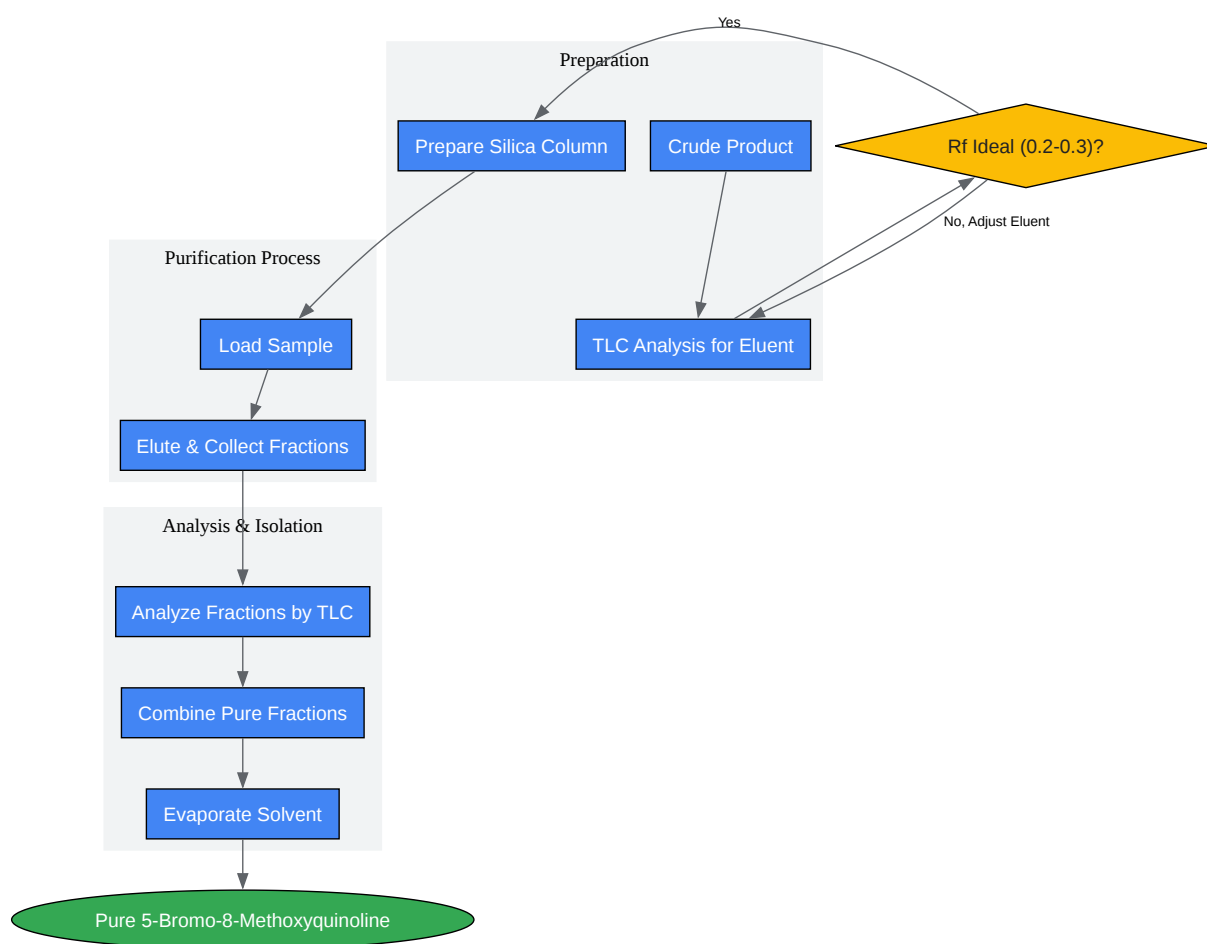 Yes
Preparation
Prepare Silica Column
Crude Product
Rf Ideal (0.2-0.3)?
No, Adjust Eluent
Purification Process
Load Sample
TLC Analysis for Eluent
Elute & Collect Fractions
Analysis & Isolation
Analyze Fractions by TLC
Combine Pure Fractions
Evaporate Solvent
Pure 5-Bromo-8-Methoxyquinoline